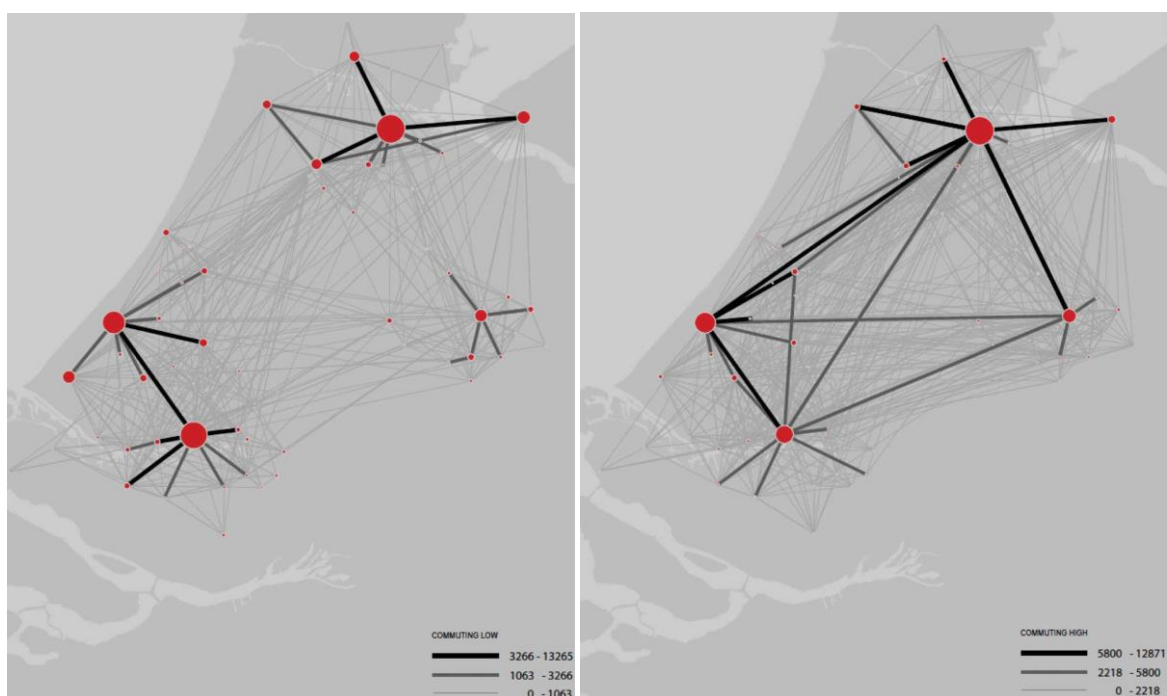 COMMUTING LOW
3266 - 13265
1063 - 3266
0 - 1063
COMMUTING HIGH
5800 - 12871
2218 - 5800
0 - 2218